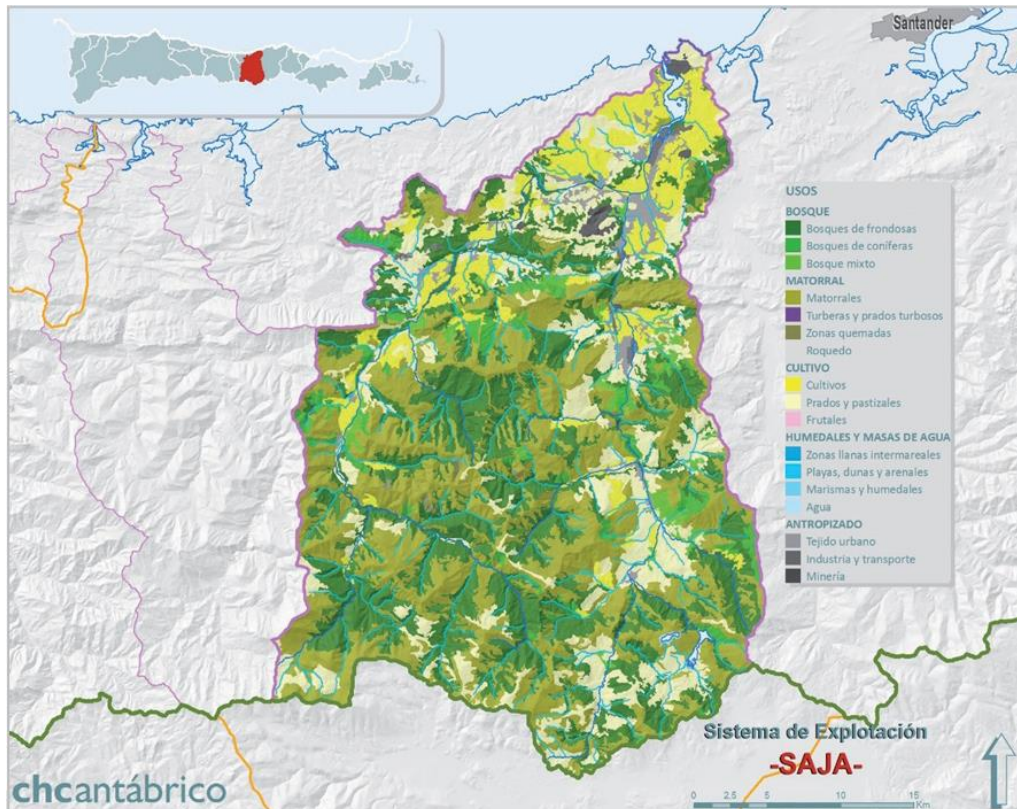 Santander
USOS
BOSQUE
Bosques de frondosas
Bosques de coníferas
Bosque mixto
MATORRAL
Matorrales
Turberas y prados turbosos
Zonas quemadas
Roquedo
CULTIVO
Cultivos
Prados y pastizales
Frutales
HUMEDALES Y MASAS DE AGUA
Zonas llanas intermareales
Playas, dunas y arenales
Marismas y humedales
Agua
ANTROPIZADO
Tejido urbano
Industria y transporte
Minería
Sistema de Explotación
-SAJA-
chcantábrico
0 2.5 5 10 15
Km